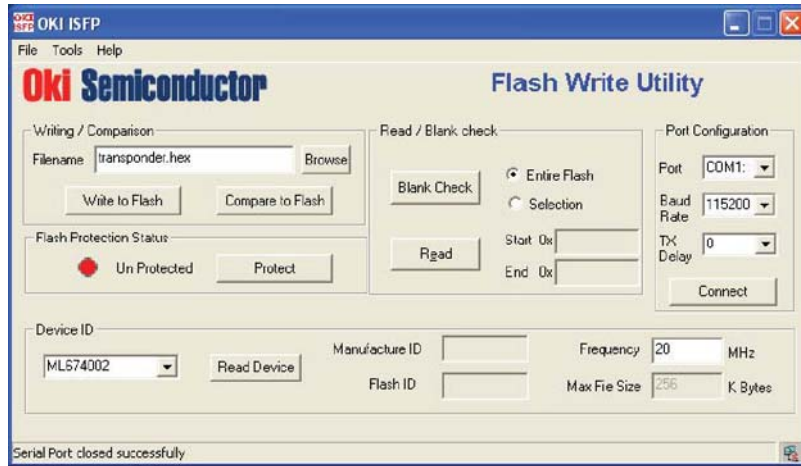 OKI ISFP
OKI ISFP
File Tools Help
Oki Semiconductor
Flash Write Utility
Writing / Comparison
Filename transponder.hex Browse
Write to Flash Compare to Flash
Flash Protection Status
Un Protected Protect
Read / Blank check
Blank Check
Entire Flash
Selection
Read
Start 0x
End 0x
Port Configuration
Port COM1:
Baud Rate 115200
TX Delay 0
Connect
Device ID
ML674002 Read Device
Manufacture ID
Flash ID
Frequency 20 MHz
Max Fie Size 256 K Bytes
Serial Port closed successfully